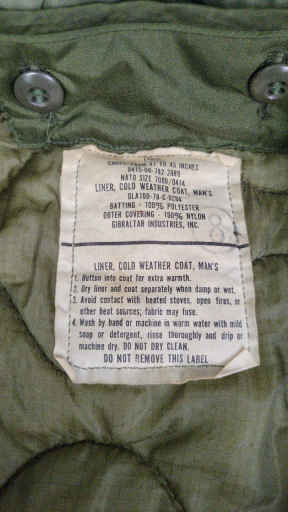 CHEST: 41 TO 45 INCHES
8415-00-782-2889
NATO SIZE 7080/0414
LINER, COLD WEATHER COAT, MAN'S
DLA100-78-C-0204
BATTING - 100% POLYESTER
OUTER COVERING - 100% NYLON
GIBRALTAR INDUSTRIES, INC.
LINER, COLD WEATHER COAT, MAN'S
1. Button into coat for extra warmth.
2. Dry liner and coat separately when damp or wet.
3. Avoid contact with heated stoves, open fires, or
other heat sources; fabric may fuse.
4. Wash by hand or machine in warm water with mild
soap or detergent, rinse thoroughly and drip or
machine dry. DO NOT DRY CLEAN.
DO NOT REMOVE THIS LABEL